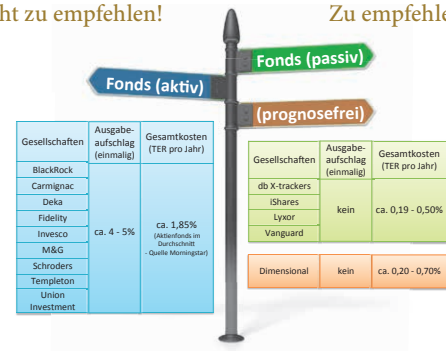 ht zu empfehlen!
Zu empfehle
Fonds (passiv)
Fonds (aktiv)
(prognosefrei)
Gesellschaften
Ausgabe-
aufschlag
(einmalig)
Gesamtkosten
(TER pro Jahr)
BlackRock
Carmignac
Deka
Fidelity
Invesco
M&G
Schroders
Templeton
Union
Investment
ca. 4 - 5%
ca. 1,85%
(Aktienfonds im
Durchschnitt
- Quelle Morningstar)
Gesellschaften
Ausgabe-
aufschlag
(einmalig)
Gesamtkosten
(TER pro Jahr)
db X-trackers
iShares
Lyxor
Vanguard
kein
ca. 0,19 - 0,50%
Dimensional
kein
ca. 0,20 - 0,70%